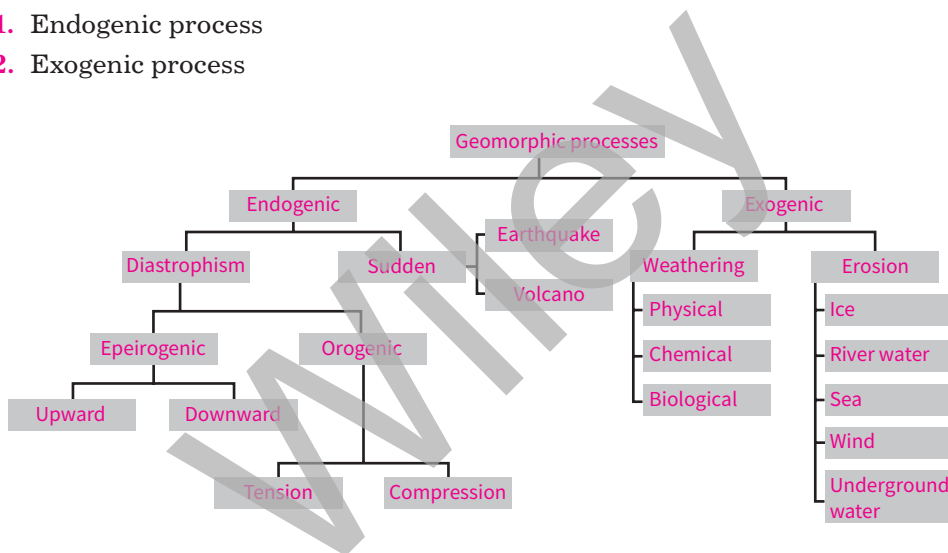 1. Endogenic process
2. Exogenic process
Geomorphic processes
Endogenic
Exogenic
Diastrophism
Sudden
Earthquake
Volcano
Weathering
Erosion
Epeirogenic
Orogenic
Physical
Chemical
Biological
Ice
River water
Sea
Wind
Underground
water
Upward
Downward
Tension
Compression
Wiley